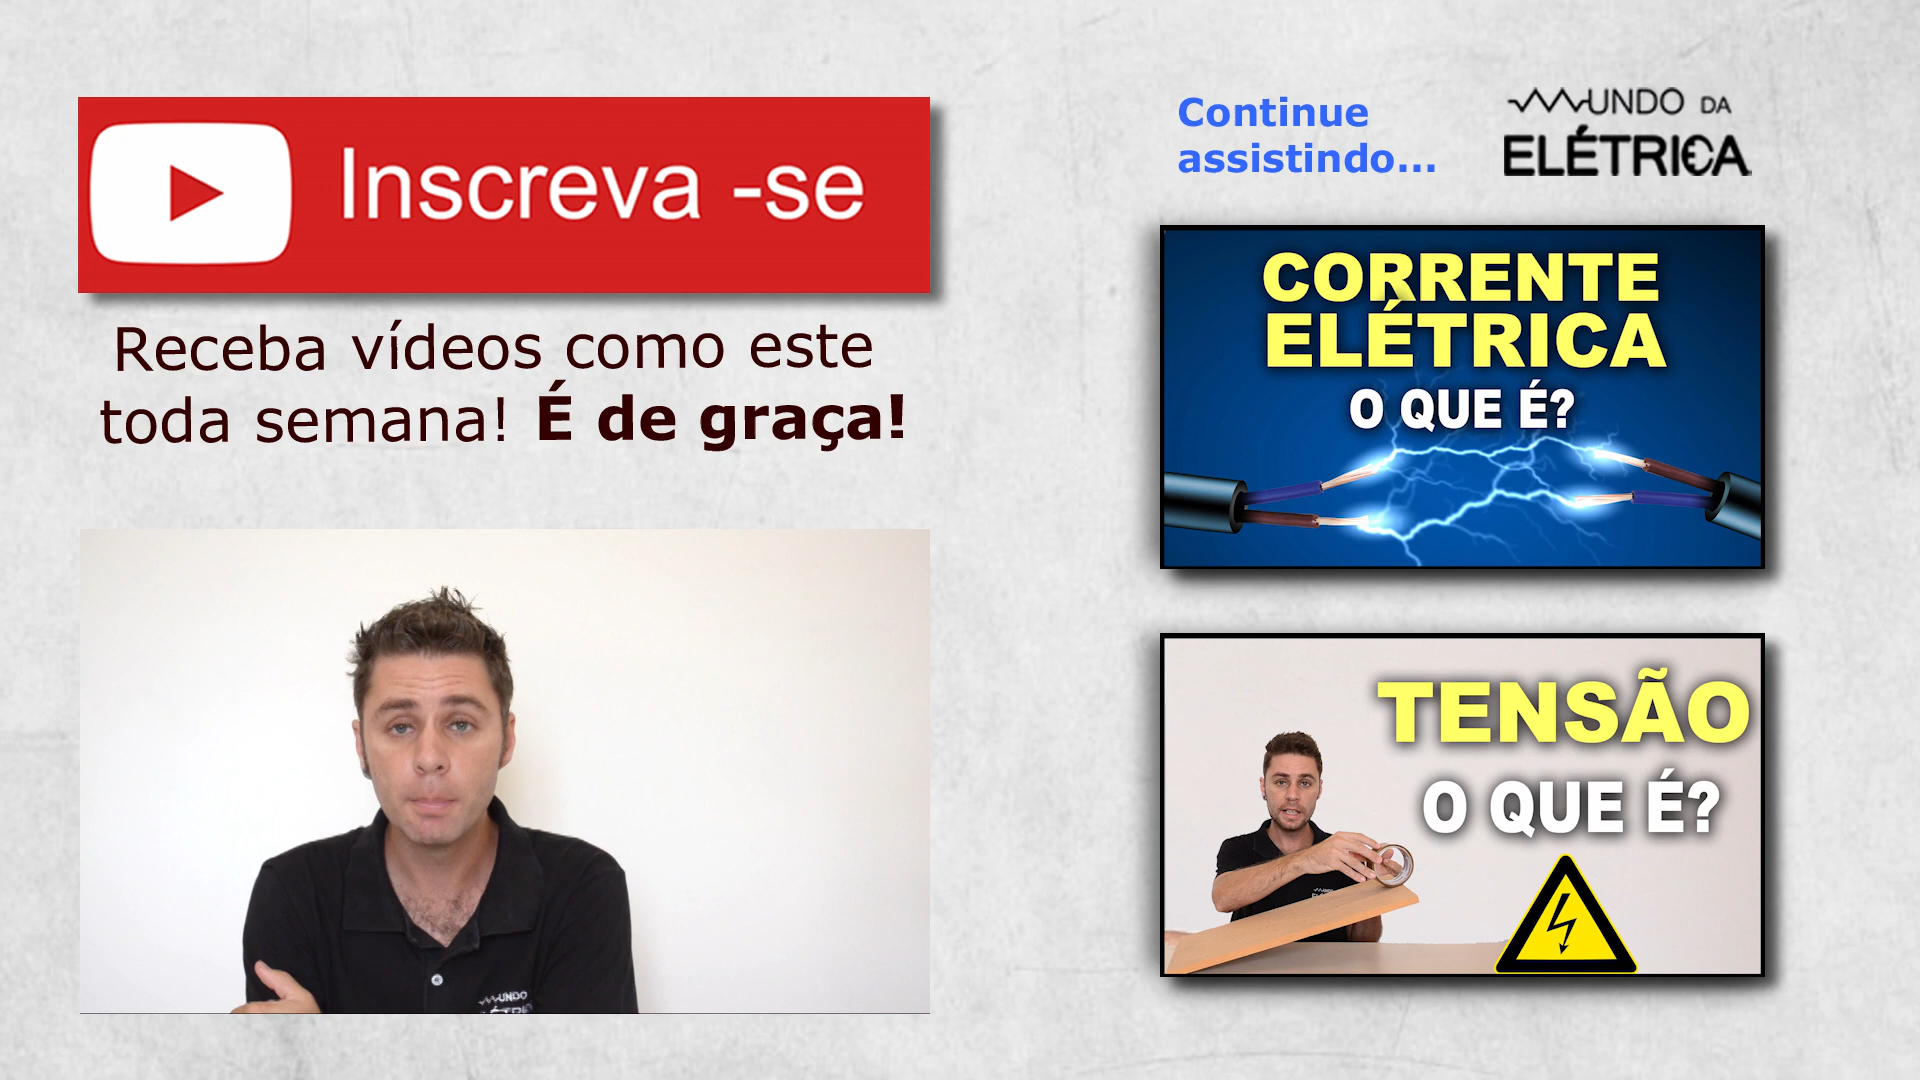 Inscreva -se
Receba vídeos como este
toda semana! É de graça!
Continue
assistindo...
MUNDO DA
ELÉTRICA
CORRENTE
ELÉTRICA
O QUE É?
TENSÃO
O QUE É?
MUNDO